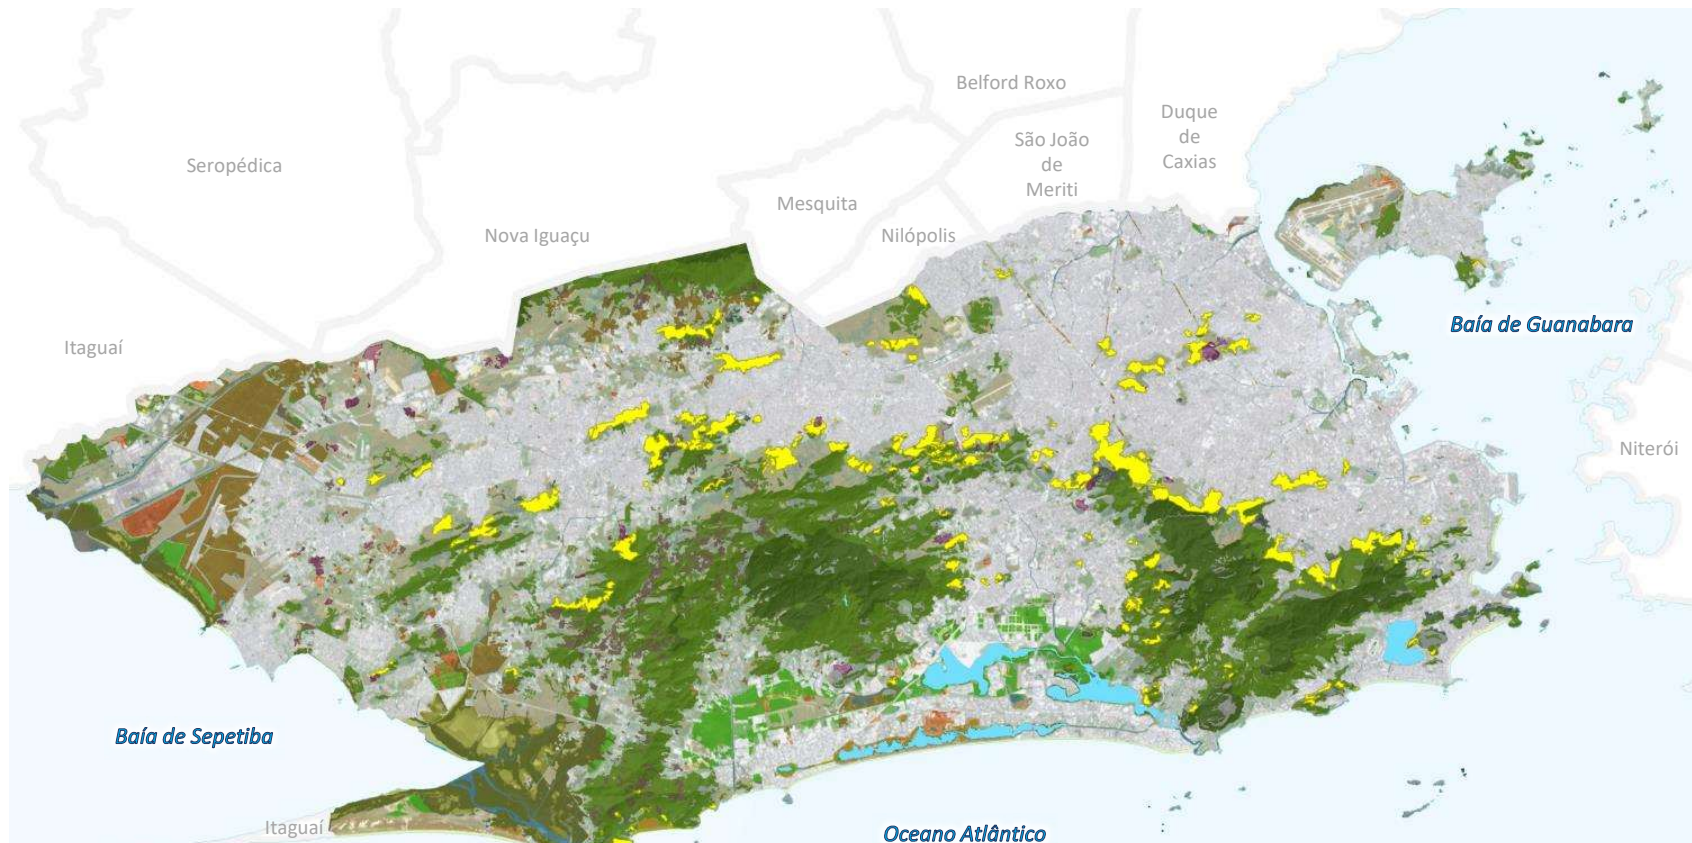 Belford Roxo
Duque
de
Caxias
São João
de
Meriti
Seropédica
Mesquita
Nova Iguaçu
Nilópolis
Itaguaí
Baía de Guanabara
Niterói
Baía de Sepetiba
Itaguaí
Oceano Atlântico